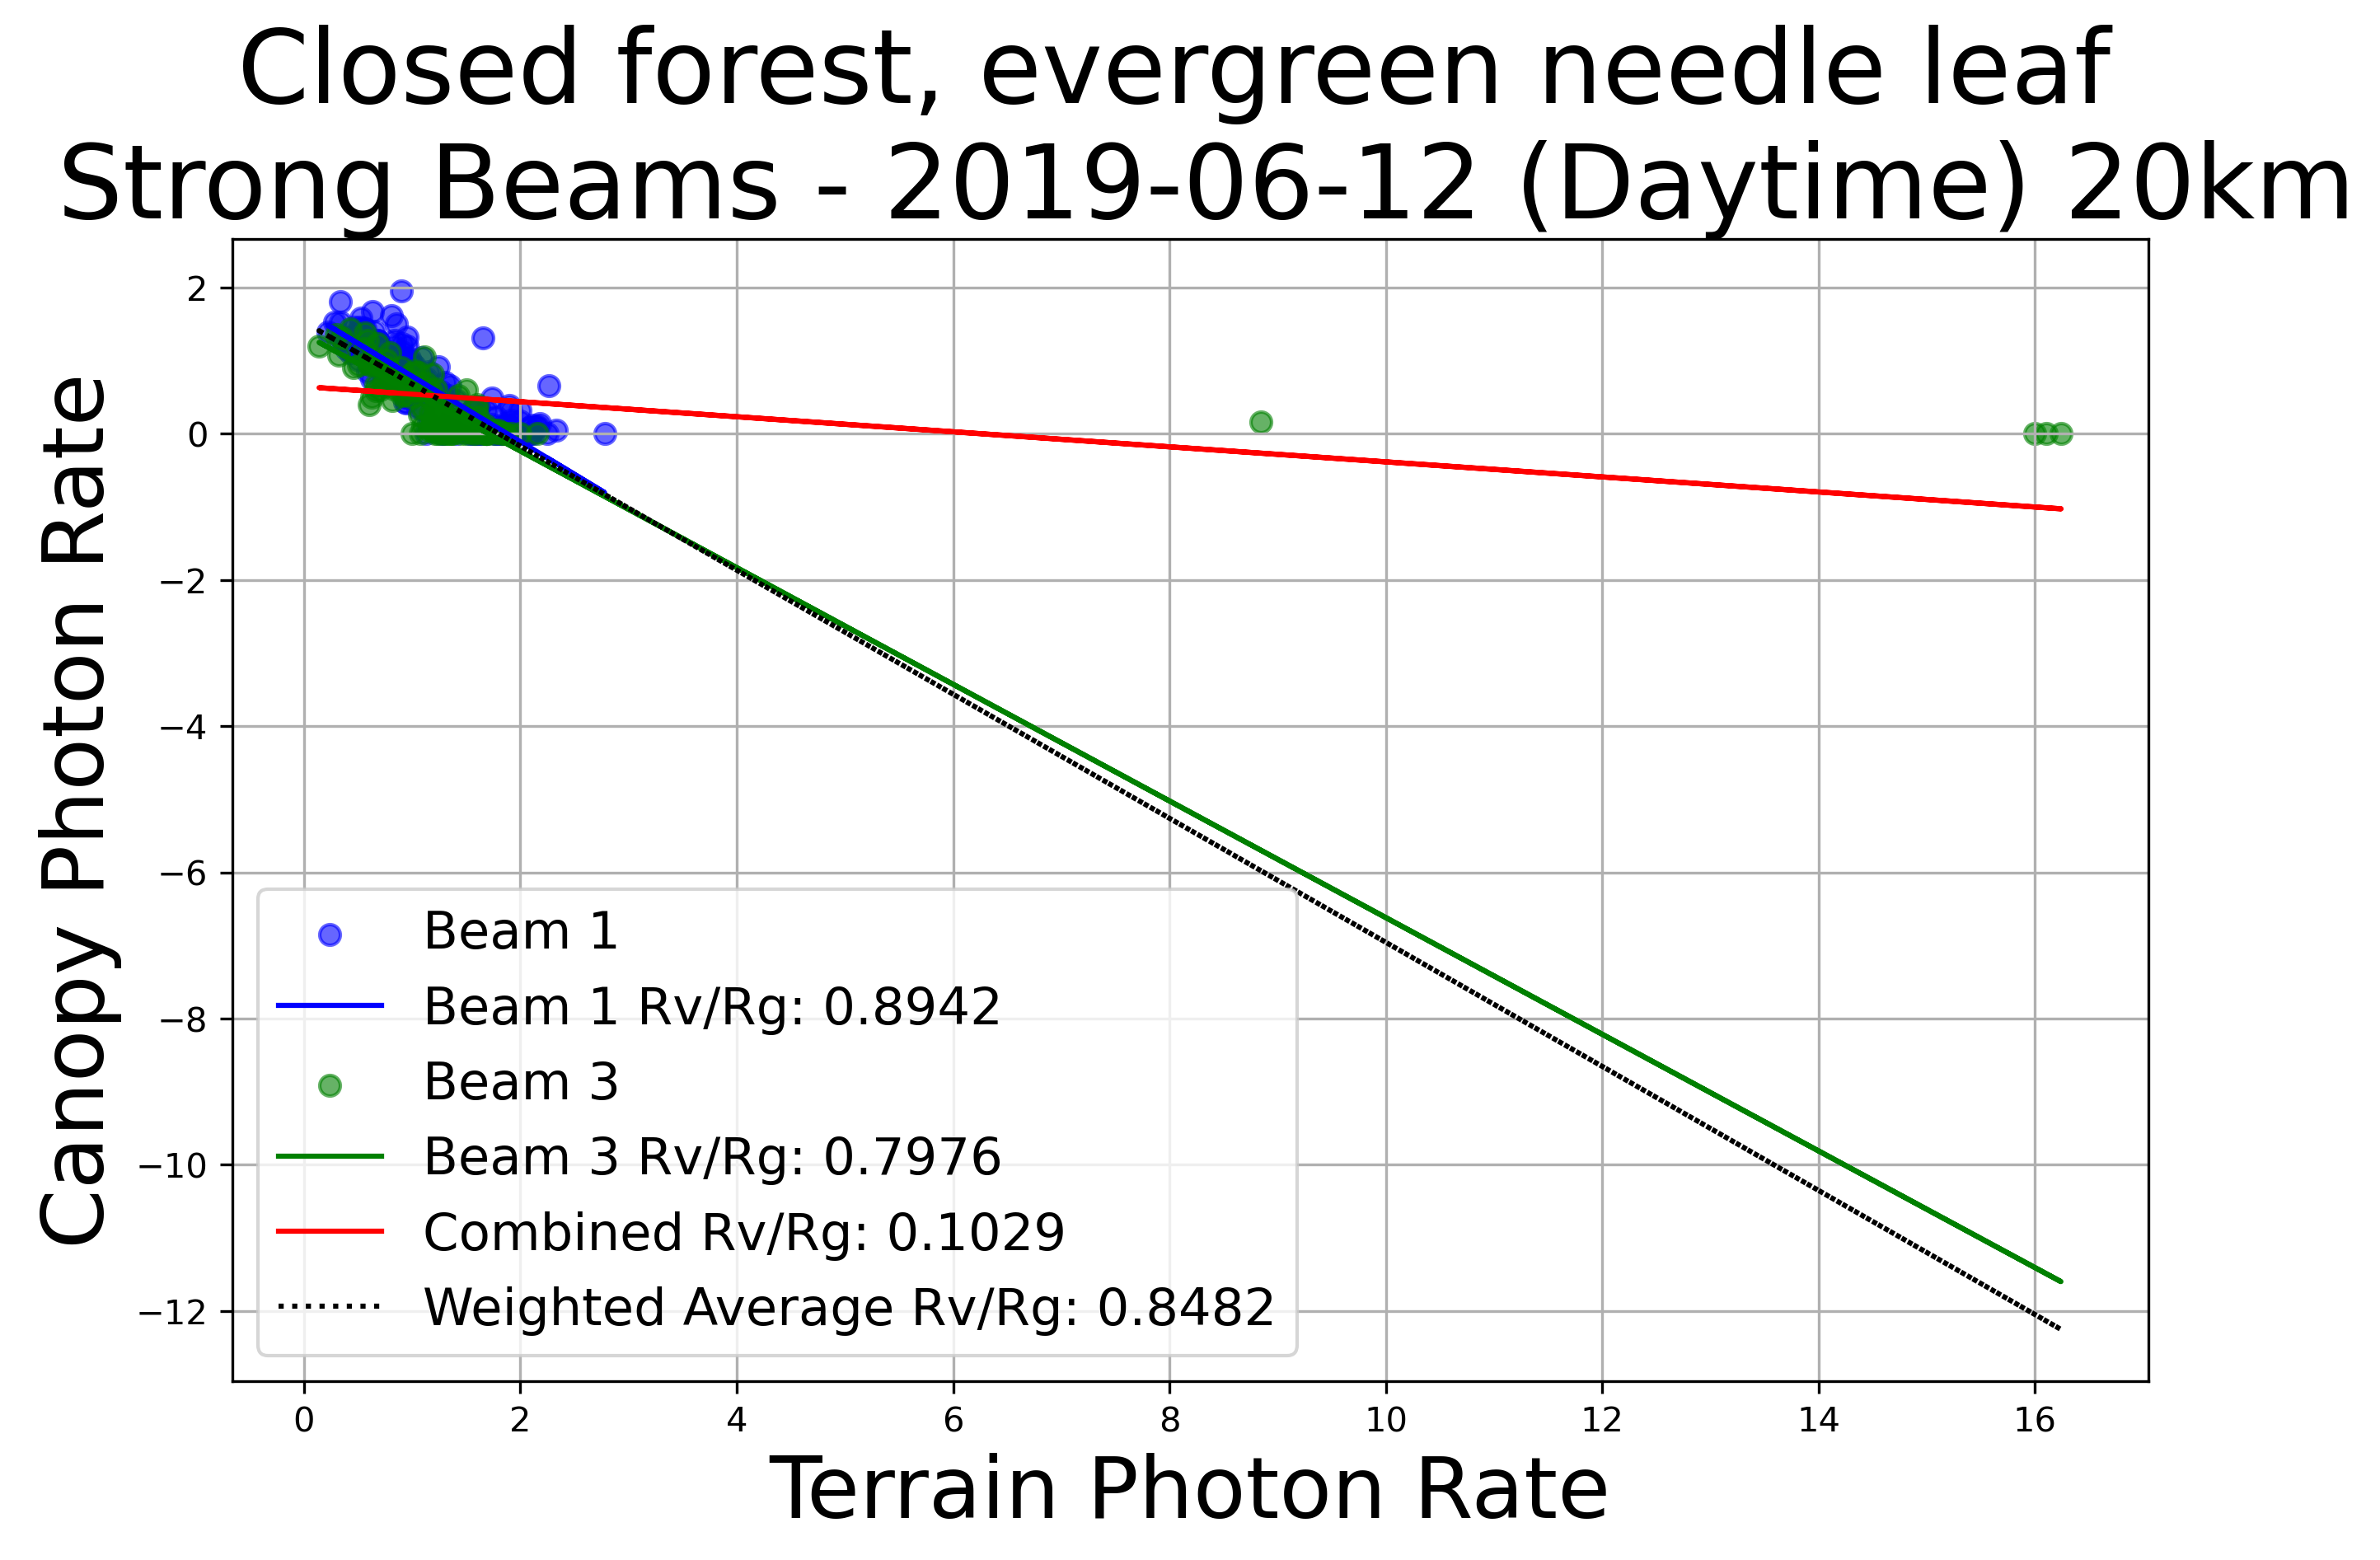 Closed forest, evergreen needle leaf
Strong Beams - 2019-06-12 (Daytime) 20km
Canopy Photon Rate
2
0
−2
−4
−6
−8
−10
−12
Beam 1
Beam 1 Rv/Rg: 0.8942
Beam 3
Beam 3 Rv/Rg: 0.7976
Combined Rv/Rg: 0.1029
Weighted Average Rv/Rg: 0.8482
0 2 4 6 8 10 12 14 16
Terrain Photon Rate